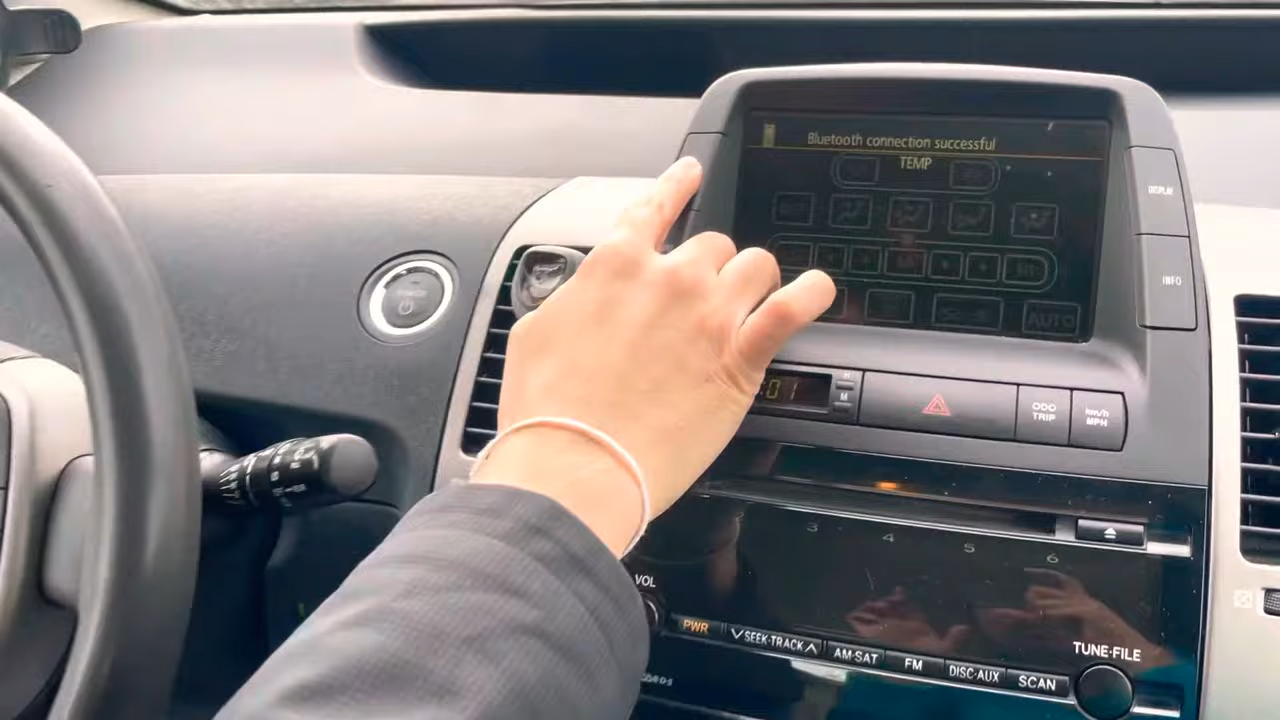 Bluetooth connection successful
TEMP
DISPLAY
INFO
AUTO
:01
H
M
ODO
TRIP
km/h
MPH
3
4
5
6
VOL
PWR
SEEK·TRACK
AM·SAT
FM
DISC·AUX
SCAN
TUNE·FILE